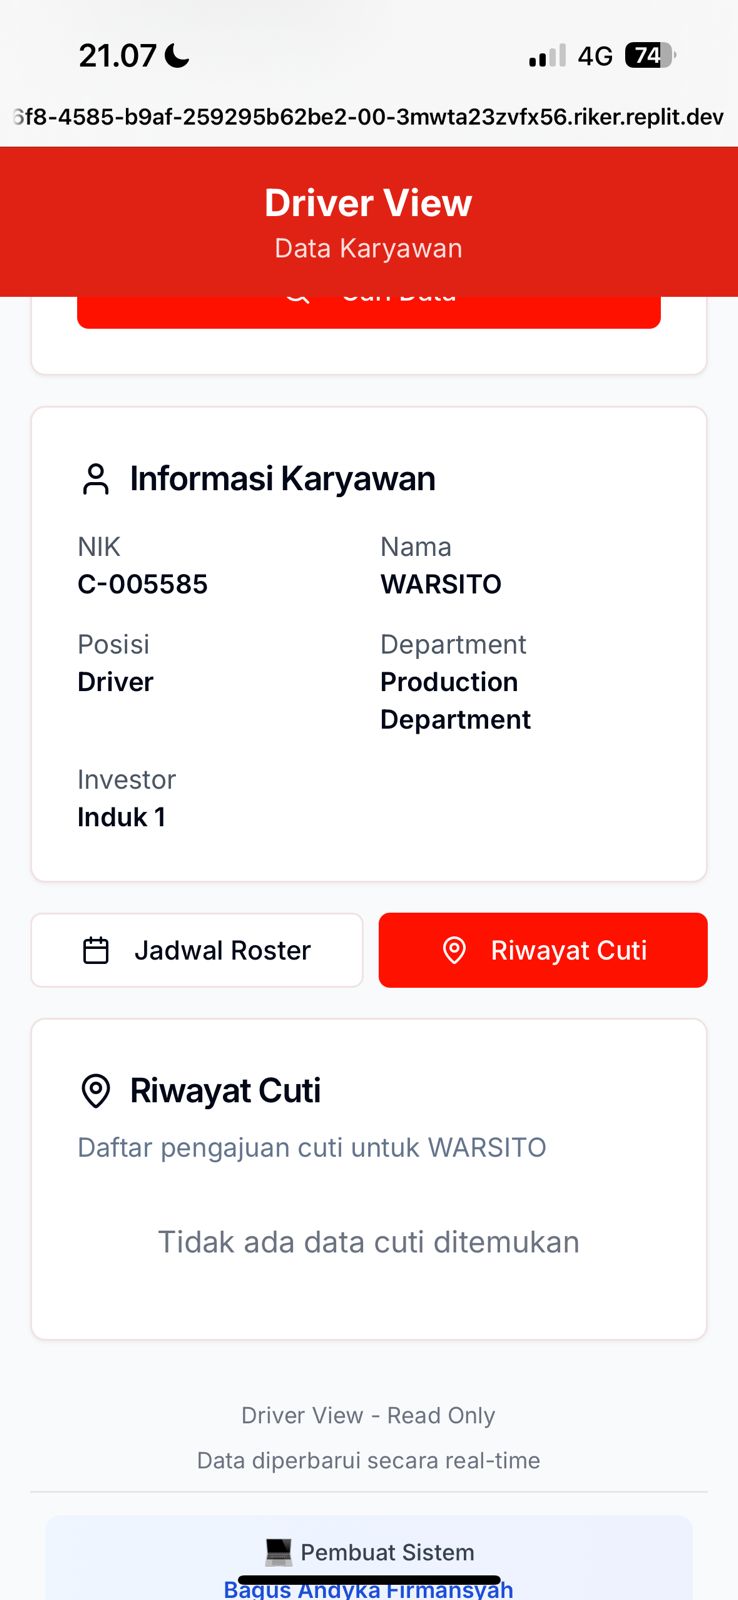 21.07
4G
74
6f8-4585-b9af-259295b62be2-00-3mwta23zvfx56.riker.replit.dev
Driver View
Data Karyawan
Cari Data
Informasi Karyawan
NIK
C-005585
Nama
WARSITO
Posisi
Driver
Department
Production
Department
Investor
Induk 1
Jadwal Roster
Riwayat Cuti
Riwayat Cuti
Daftar pengajuan cuti untuk WARSITO
Tidak ada data cuti ditemukan
Driver View - Read Only
Data diperbarui secara real-time
Pembuat Sistem
Bagus Andyka Firmansyah